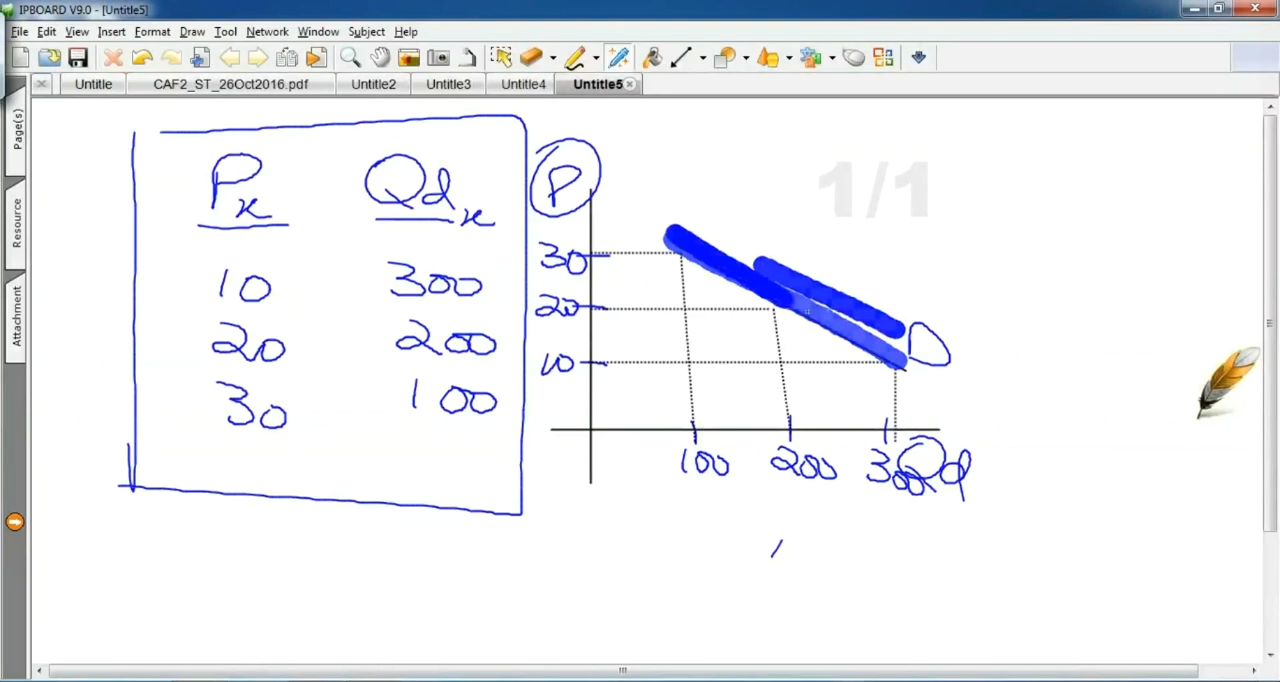 IPBOARD V9.0 - [Untitle5]
File Edit View Insert Format Draw Tool Network Window Subject Help
Untitle CAF2_ST_26Oct2016.pdf Untitle2 Untitle3 Untitle4 Untitle5
Page(s)
Resource
Attachment
1/1
Px Qdx
10 300
20 200
30 100
P
30
20
10
D
100 200 300 Qd